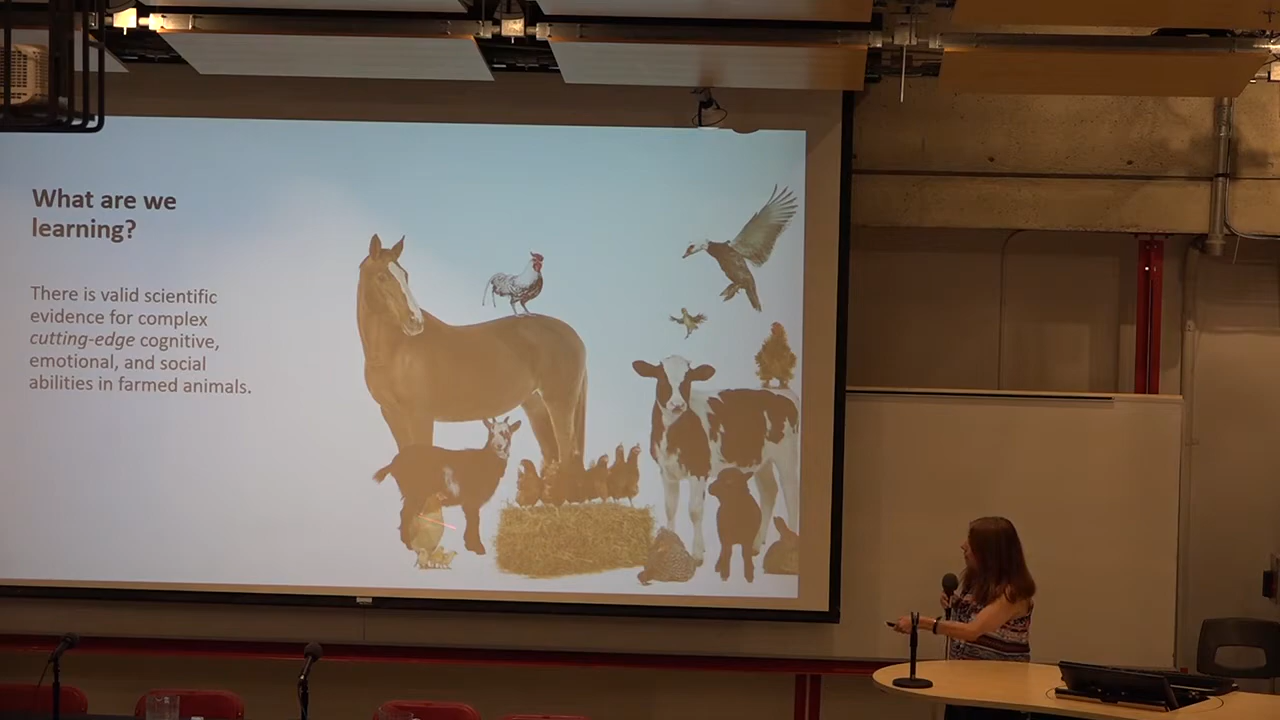 What are we
learning?
There is valid scientific
evidence for complex
cutting-edge cognitive,
emotional, and social
abilities in farmed animals.